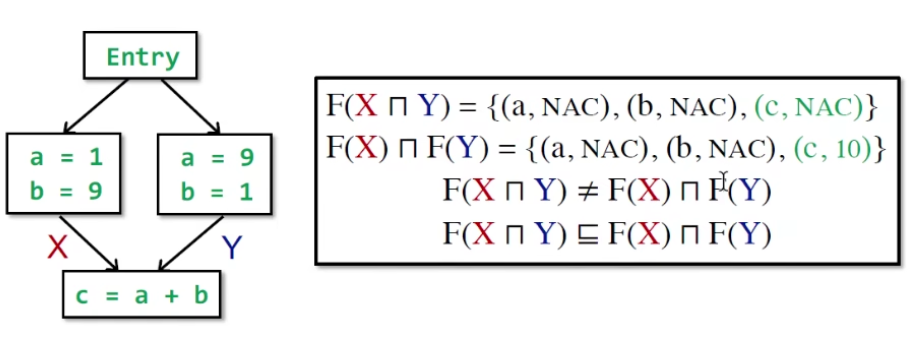 Entry
a = 1
b = 9
a = 9
b = 1
X
Y
c = a + b
F(X ⊓ Y) = {(a, NAC), (b, NAC), (c, NAC)}
F(X) ⊓ F(Y) = {(a, NAC), (b, NAC), (c, 10)}
F(X ⊓ Y) ≠ F(X) ⊓ F(Y)
F(X ⊓ Y) ⊑ F(X) ⊓ F(Y)